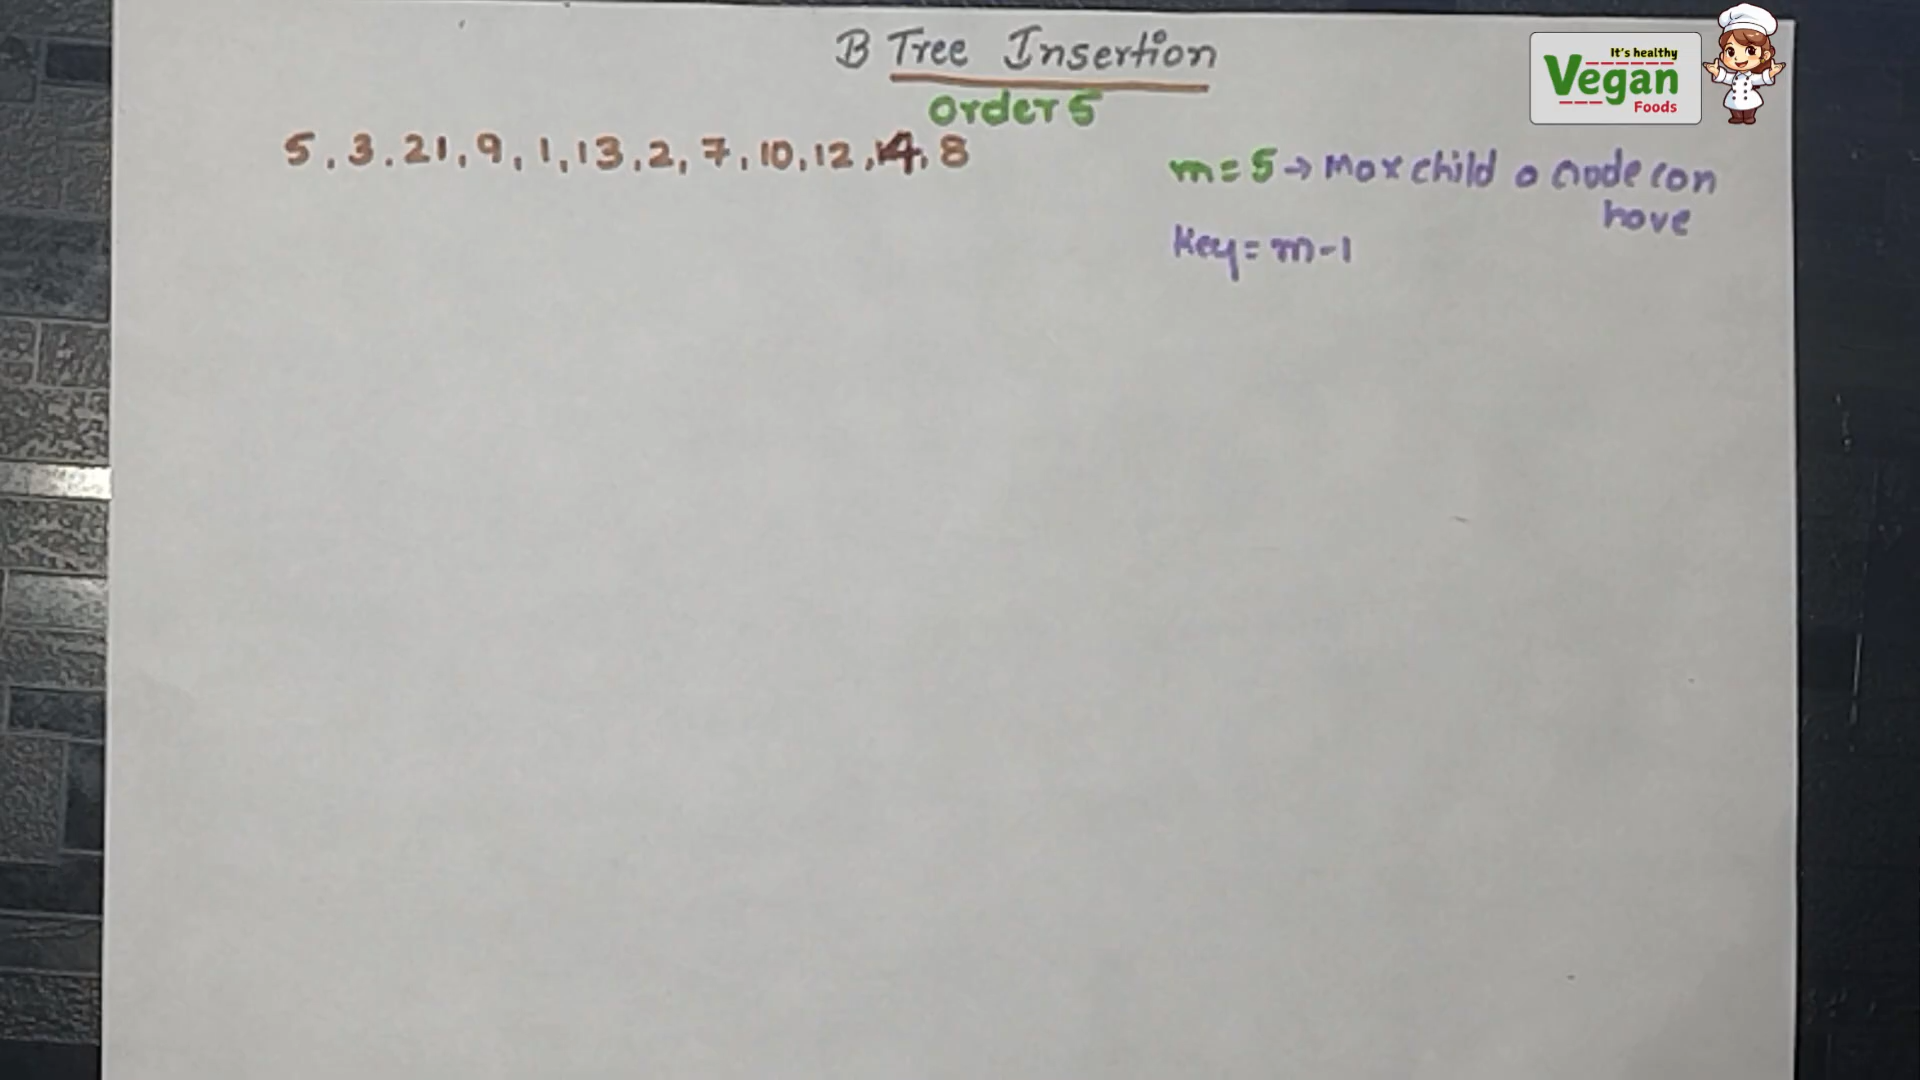 B Tree Insertion
order 5
5, 3, 21, 9, 1, 13, 2, 7, 10, 12, 4, 8
m = 5 → Max child a node can
have
Key = m-1
It's healthy
Vegan
Foods